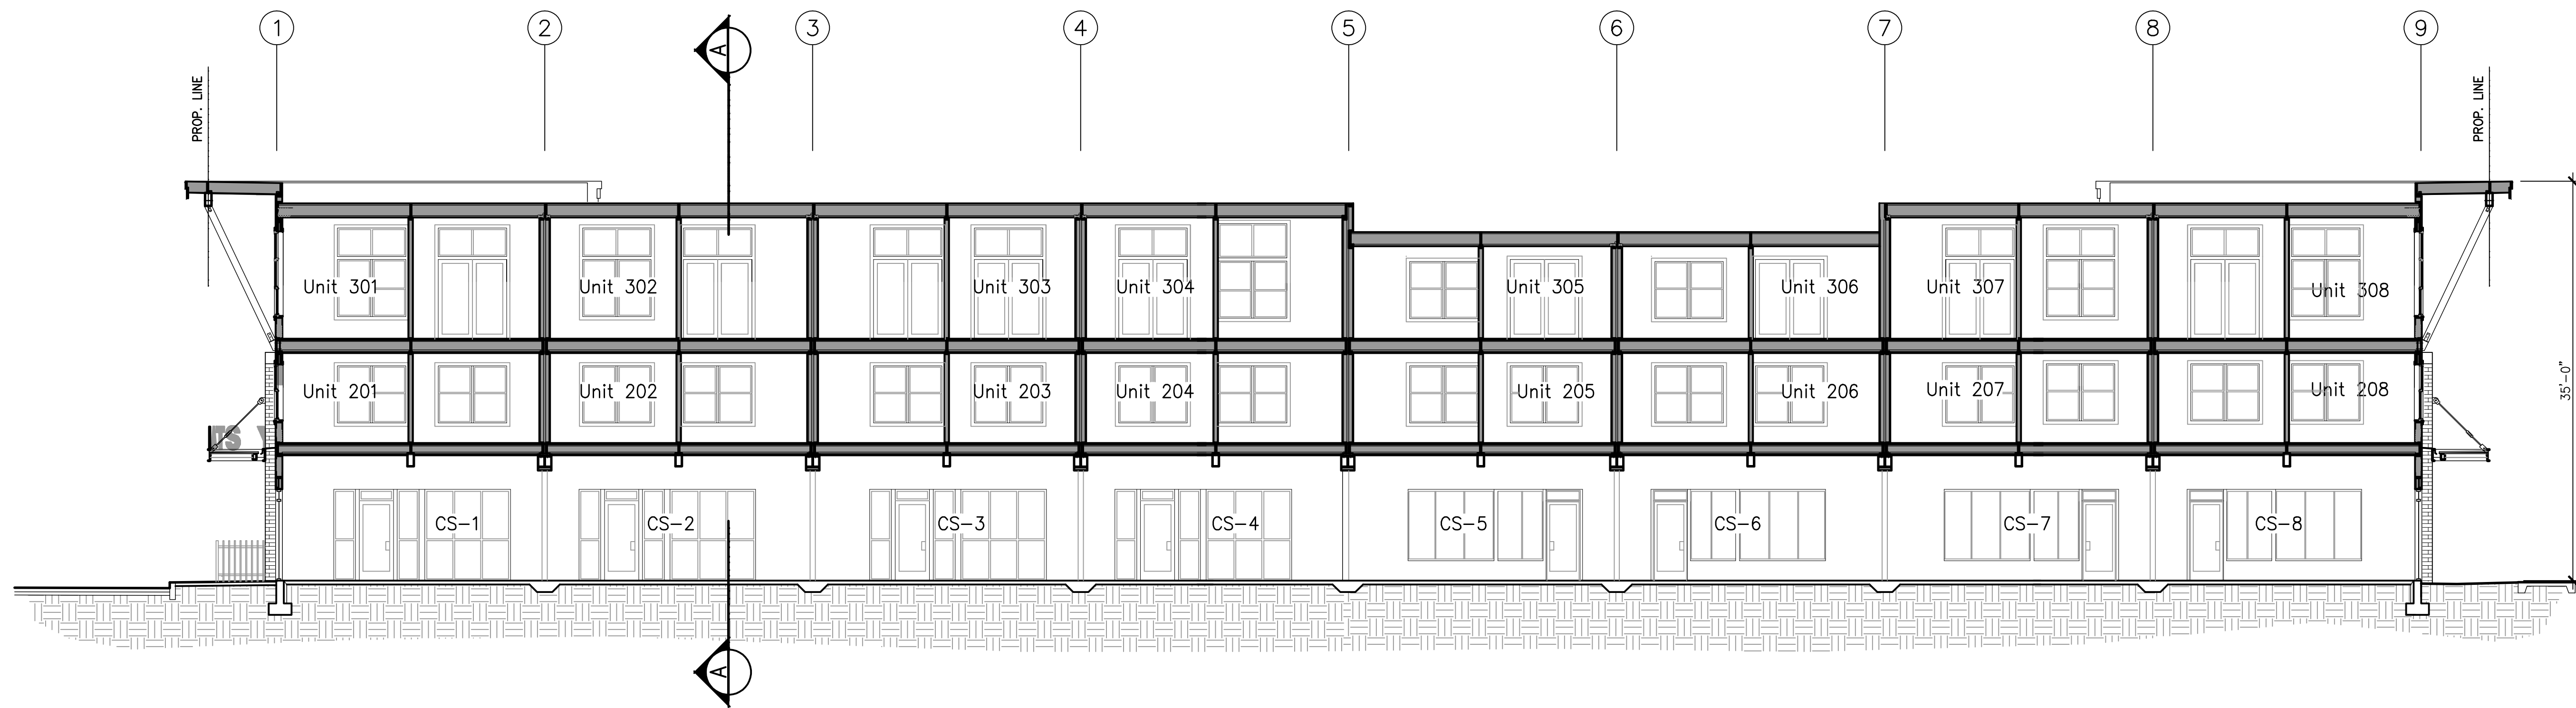 1 2 3 4 5 6 7 8 9
A
PROP. LINE
PROP. LINE
Unit 301 Unit 302 Unit 303 Unit 304 Unit 305 Unit 306 Unit 307 Unit 308
Unit 201 Unit 202 Unit 203 Unit 204 Unit 205 Unit 206 Unit 207 Unit 208
35'-0"
CS-1 CS-2 CS-3 CS-4 CS-5 CS-6 CS-7 CS-8
A